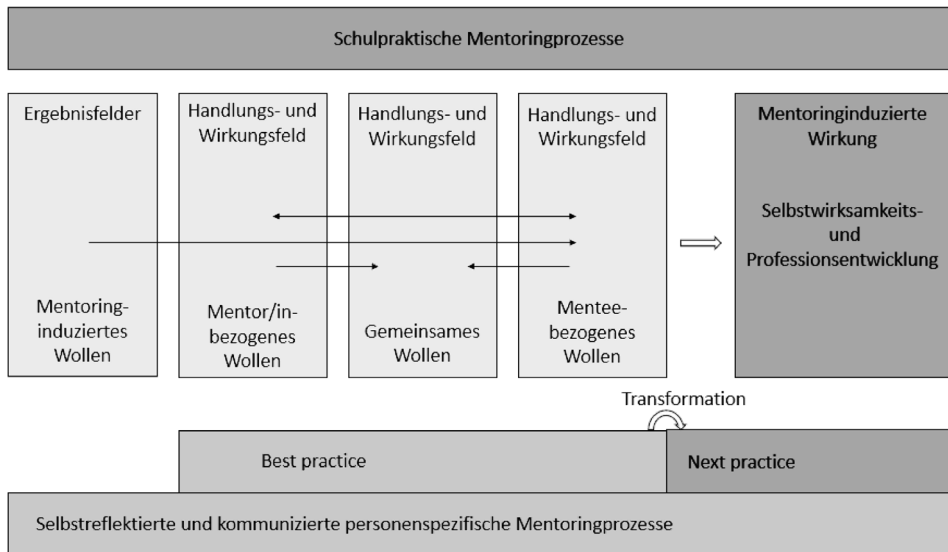 Schulpraktische Mentoringprozesse
Ergebnisfelder
Handlungs- und
Wirkungsfeld
Handlungs- und
Wirkungsfeld
Handlungs- und
Wirkungsfeld
Mentoringinduzierte
Wirkung
Selbstwirksamkeits-
und
Professionsentwicklung
Mentoring-
induziertes
Wollen
Mentor/in-
bezogenes
Wollen
Gemeinsames
Wollen
Mentee-
bezogenes
Wollen
Transformation
Best practice
Next practice
Selbstreflektierte und kommunizierte personenspezifische Mentoringprozesse